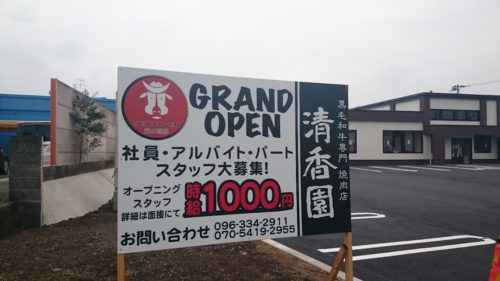 GRAND
OPEN
社員・アルバイト・パート
スタッフ大募集!
オープニング
スタッフ
詳細は面接にて
時給1000円
お問い合わせ
096-334-2911
070-5419-2955
黒毛和牛専門 焼肉店
清香園